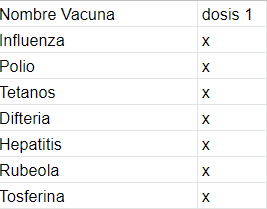 Nombre Vacuna dosis 1
Influenza x
Polio x
Tetanos x
Difteria x
Hepatitis x
Rubeola x
Tosferina x